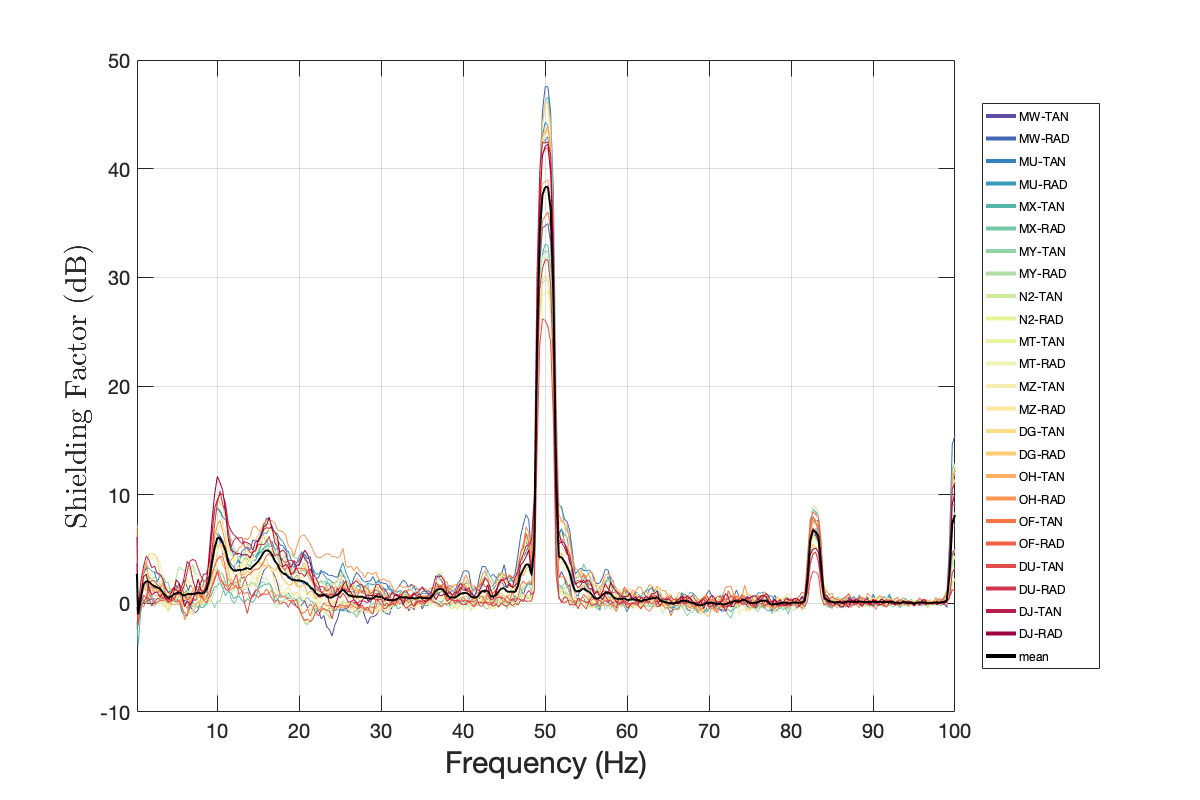 50
40
30
20
10
0
-10
Shielding Factor (dB)
10 20 30 40 50 60 70 80 90 100
Frequency (Hz)
MW-TAN
MW-RAD
MU-TAN
MU-RAD
MX-TAN
MX-RAD
MY-TAN
MY-RAD
N2-TAN
N2-RAD
MT-TAN
MT-RAD
MZ-TAN
MZ-RAD
DG-TAN
DG-RAD
OH-TAN
OH-RAD
OF-TAN
OF-RAD
DU-TAN
DU-RAD
DJ-TAN
DJ-RAD
mean